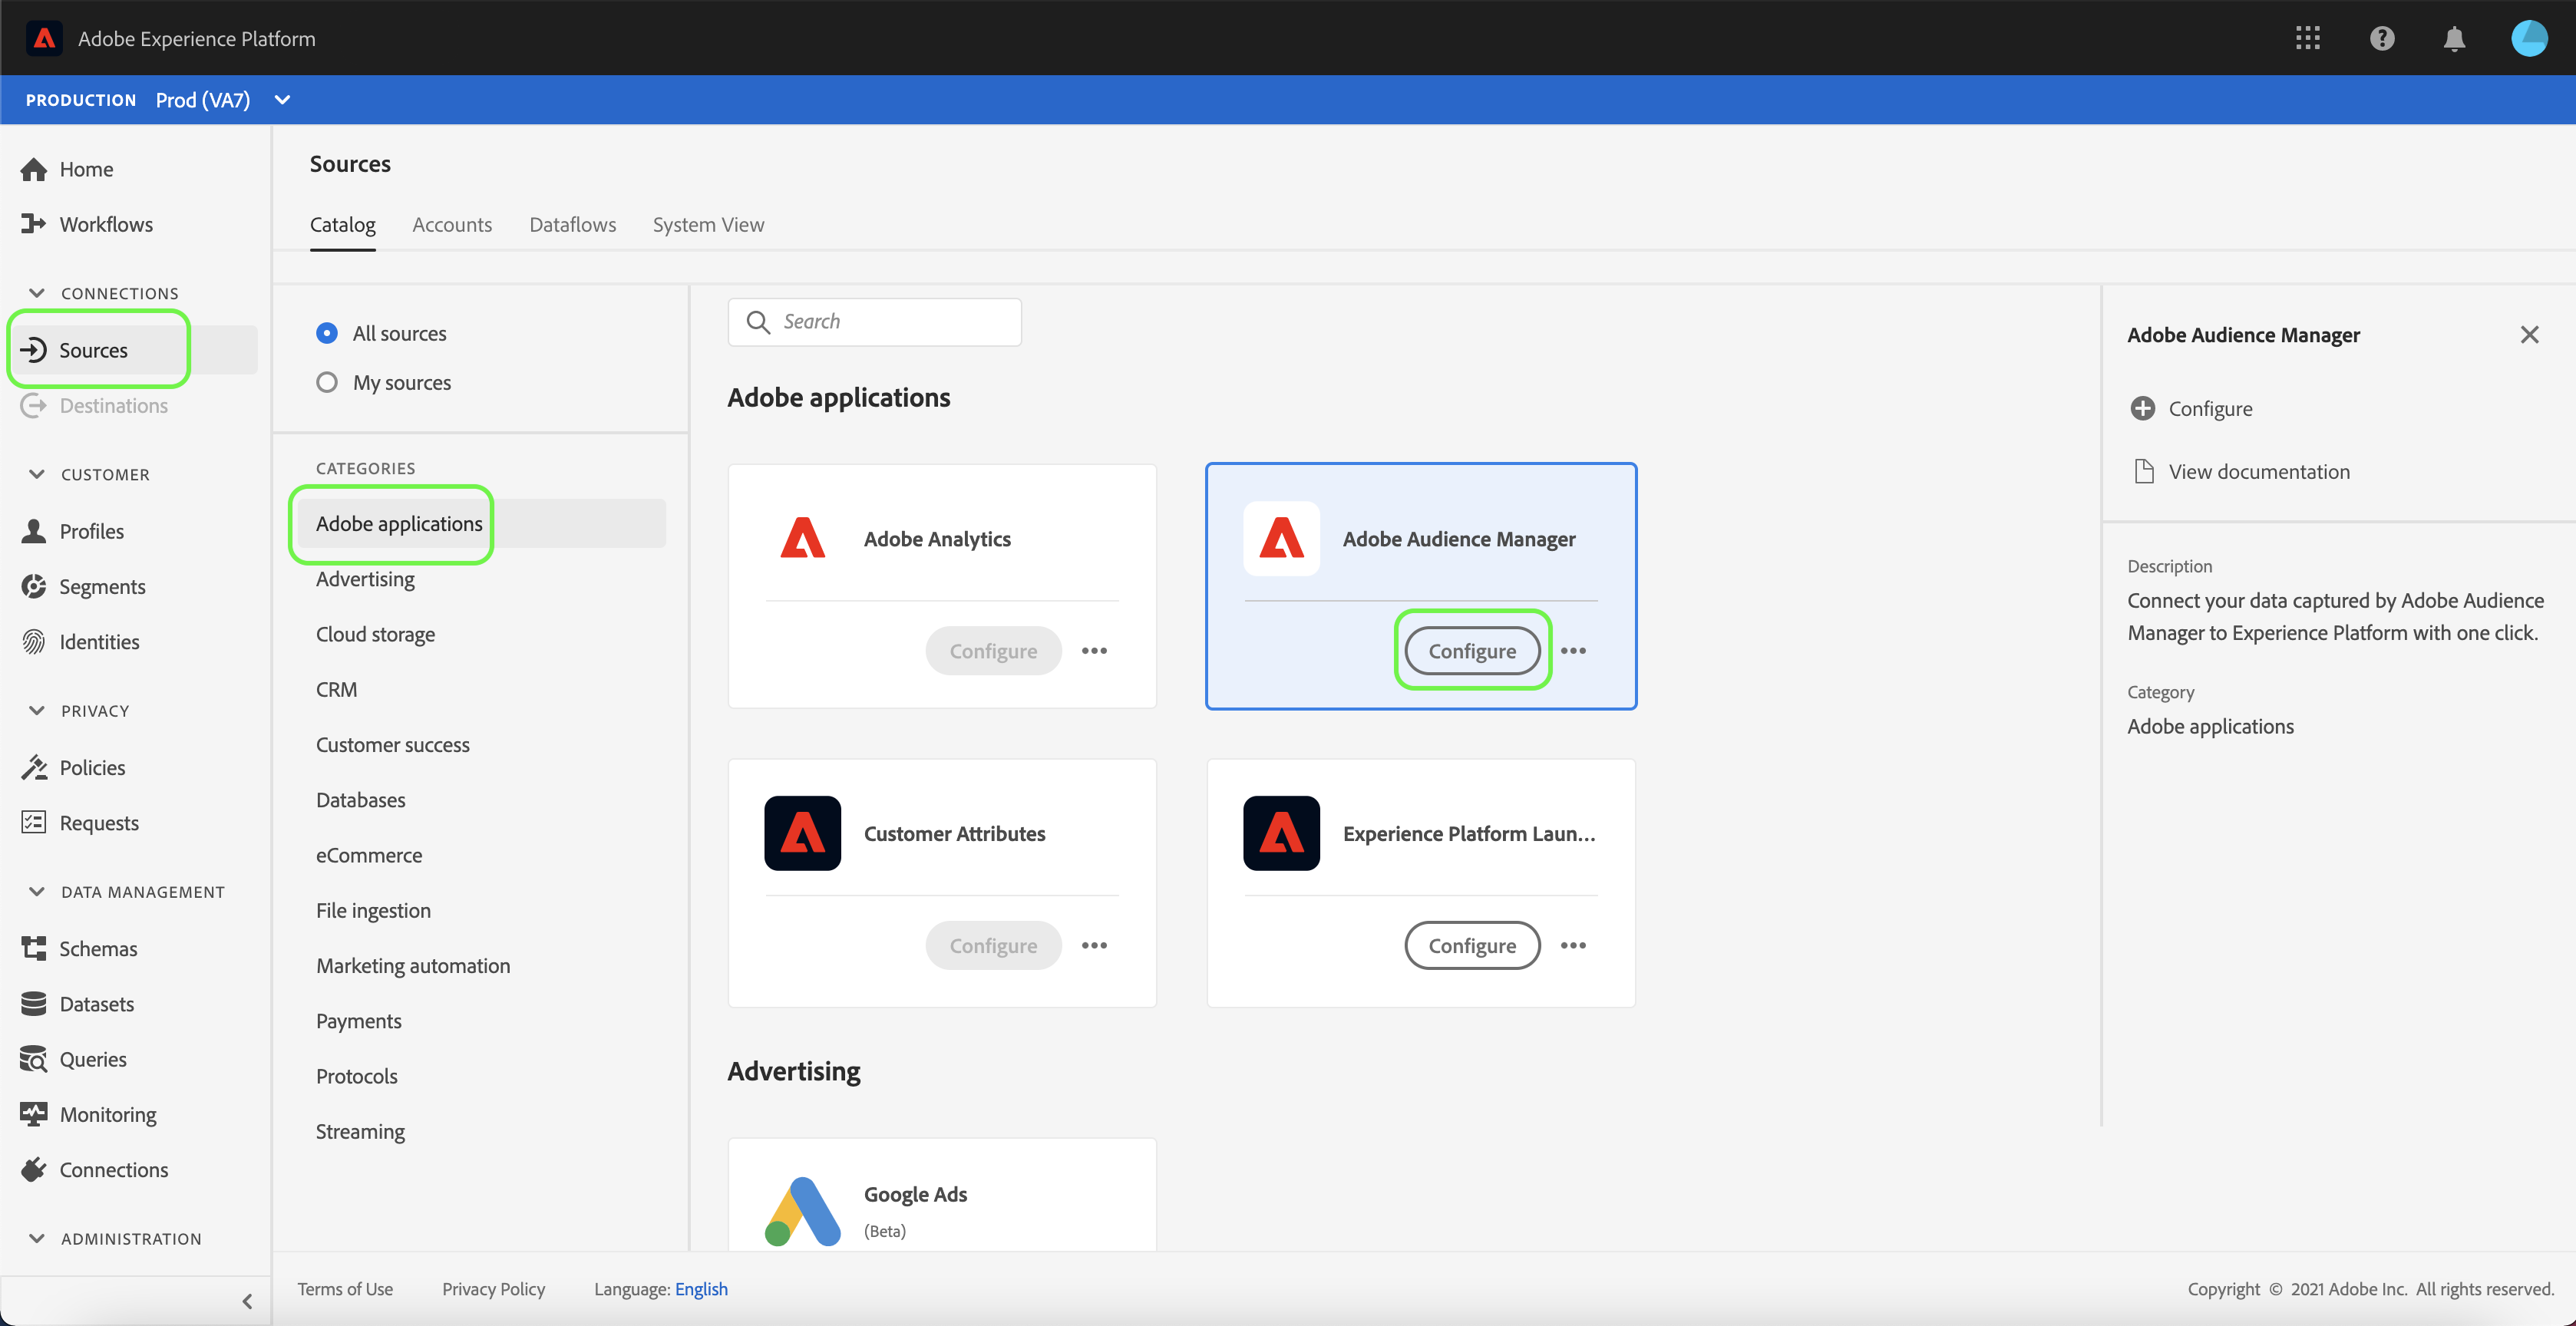 Adobe Experience Platform
PRODUCTION Prod (VA7)
Home
Workflows
CONNECTIONS
Sources
Destinations
CUSTOMER
Profiles
Segments
Identities
PRIVACY
Policies
Requests
DATA MANAGEMENT
Schemas
Datasets
Queries
Monitoring
Connections
ADMINISTRATION
Sources
Catalog Accounts Dataflows System View
All sources
My sources
CATEGORIES
Adobe applications
Advertising
Cloud storage
CRM
Customer success
Databases
eCommerce
File ingestion
Marketing automation
Payments
Protocols
Streaming
Search
Adobe applications
Adobe Analytics
Configure
Adobe Audience Manager
Configure
Customer Attributes
Configure
Experience Platform Laun...
Configure
Advertising
Google Ads
(Beta)
Adobe Audience Manager
Configure
View documentation
Description
Connect your data captured by Adobe Audience
Manager to Experience Platform with one click.
Category
Adobe applications
Terms of Use Privacy Policy Language: English
Copyright © 2021 Adobe Inc. All rights reserved.